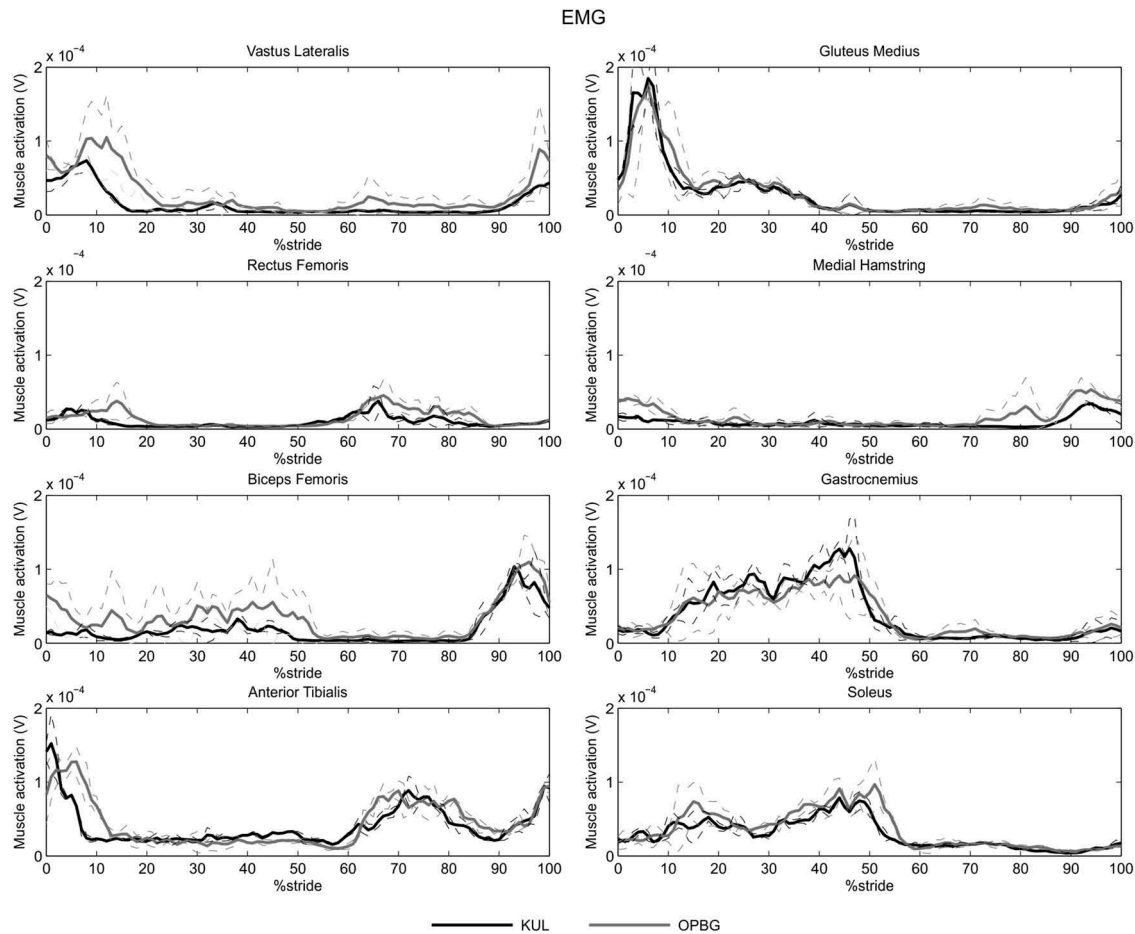 EMG
Vastus Lateralis
x 10⁻⁴
2
1
0
Muscle activation (V)
0 10 20 30 40 50 60 70 80 90 100
%stride
Gluteus Medius
x 10⁻⁴
2
1
0
Muscle activation (V)
0 10 20 30 40 50 60 70 80 90 100
%stride
Rectus Femoris
x 10⁻⁴
2
1
0
Muscle activation (V)
0 10 20 30 40 50 60 70 80 90 100
%stride
Medial Hamstring
x 10⁻⁴
2
1
0
Muscle activation (V)
0 10 20 30 40 50 60 70 80 90 100
%stride
Biceps Femoris
x 10⁻⁴
2
1
0
Muscle activation (V)
0 10 20 30 40 50 60 70 80 90 100
%stride
Gastrocnemius
x 10⁻⁴
2
1
0
Muscle activation (V)
0 10 20 30 40 50 60 70 80 90 100
%stride
Anterior Tibialis
x 10⁻⁴
2
1
0
Muscle activation (V)
0 10 20 30 40 50 60 70 80 90 100
%stride
Soleus
x 10⁻⁴
2
1
0
Muscle activation (V)
0 10 20 30 40 50 60 70 80 90 100
%stride
KUL OPBG